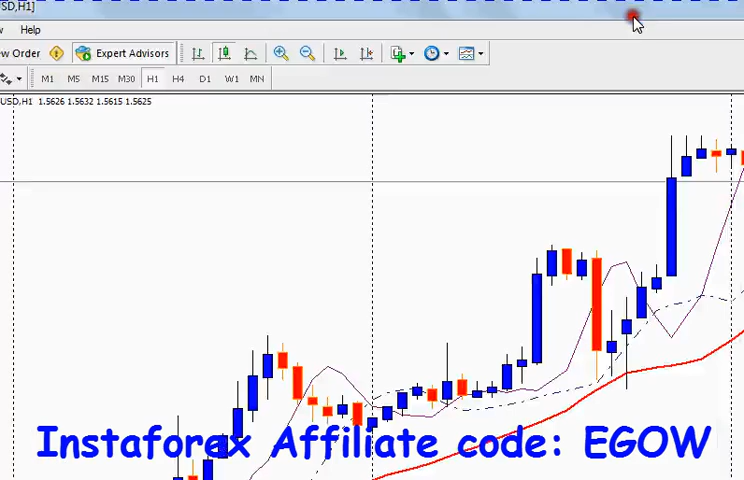 SD,H1]
w Help
ew Order Expert Advisors
M1 M5 M15 M30 H1 H4 D1 W1 MN
USD,H1 1.5626 1.5632 1.5615 1.5625
Instaforex Affiliate code: EGOW